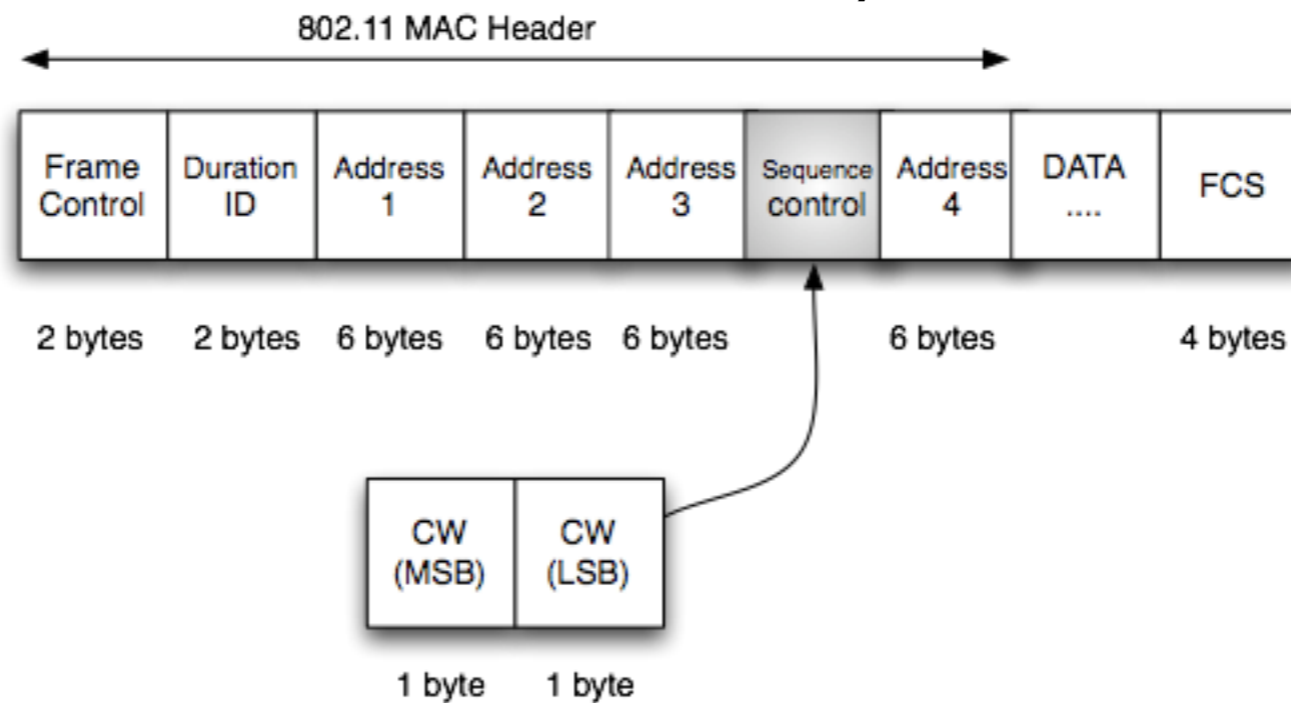 802.11 MAC Header
Frame Control
Duration ID
Address 1
Address 2
Address 3
Sequence control
Address 4
DATA ....
FCS
2 bytes
2 bytes
6 bytes
6 bytes
6 bytes
6 bytes
4 bytes
CW (MSB)
CW (LSB)
1 byte
1 byte